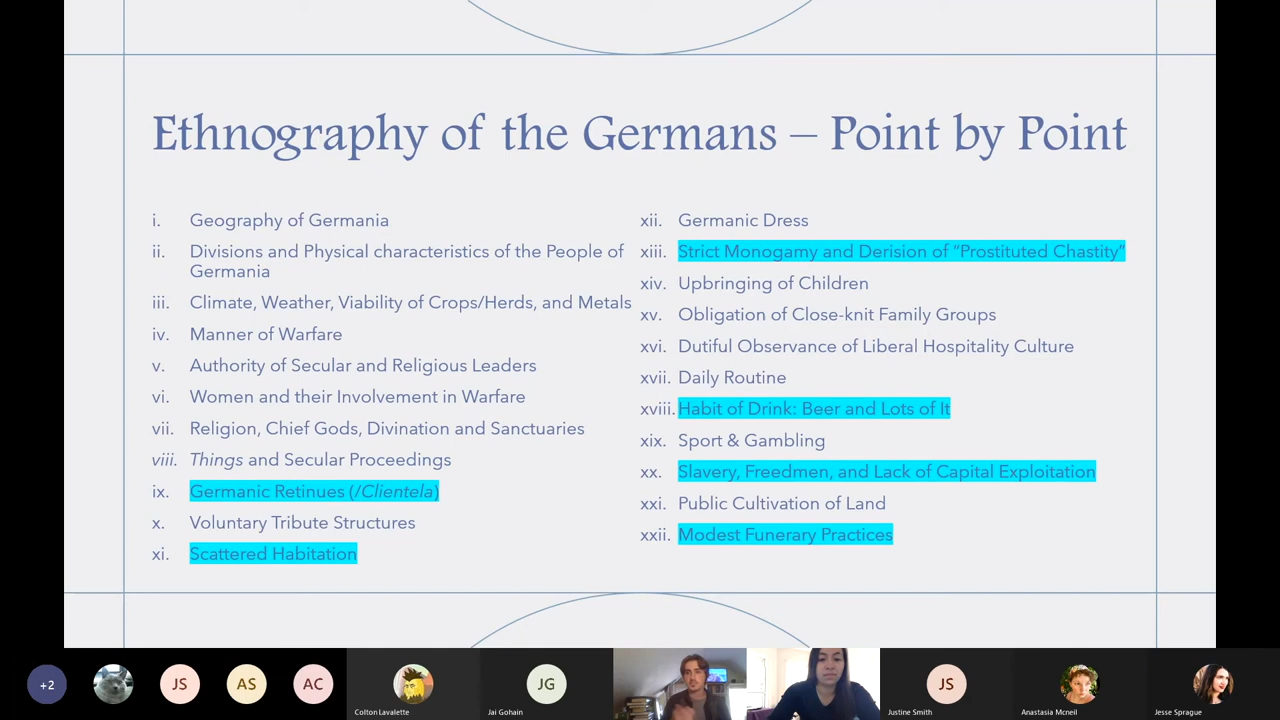 Ethnography of the Germans – Point by Point
i. Geography of Germania
ii. Divisions and Physical characteristics of the People of
Germania
iii. Climate, Weather, Viability of Crops/Herds, and Metals
iv. Manner of Warfare
v. Authority of Secular and Religious Leaders
vi. Women and their Involvement in Warfare
vii. Religion, Chief Gods, Divination and Sanctuaries
viii. Things and Secular Proceedings
ix. Germanic Retinues (/Clientela)
x. Voluntary Tribute Structures
xi. Scattered Habitation
xii. Germanic Dress
xiii. Strict Monogamy and Derision of “Prostituted Chastity”
xiv. Upbringing of Children
xv. Obligation of Close-knit Family Groups
xvi. Dutiful Observance of Liberal Hospitality Culture
xvii. Daily Routine
xviii. Habit of Drink: Beer and Lots of It
xix. Sport & Gambling
xx. Slavery, Freedmen, and Lack of Capital Exploitation
xxi. Public Cultivation of Land
xxii. Modest Funerary Practices
+2
JS
AS
AC
Colton Lavalette
JG
Jai Gohain
JS
Justine Smith
Anastasia Mcneil
Jesse Sprague